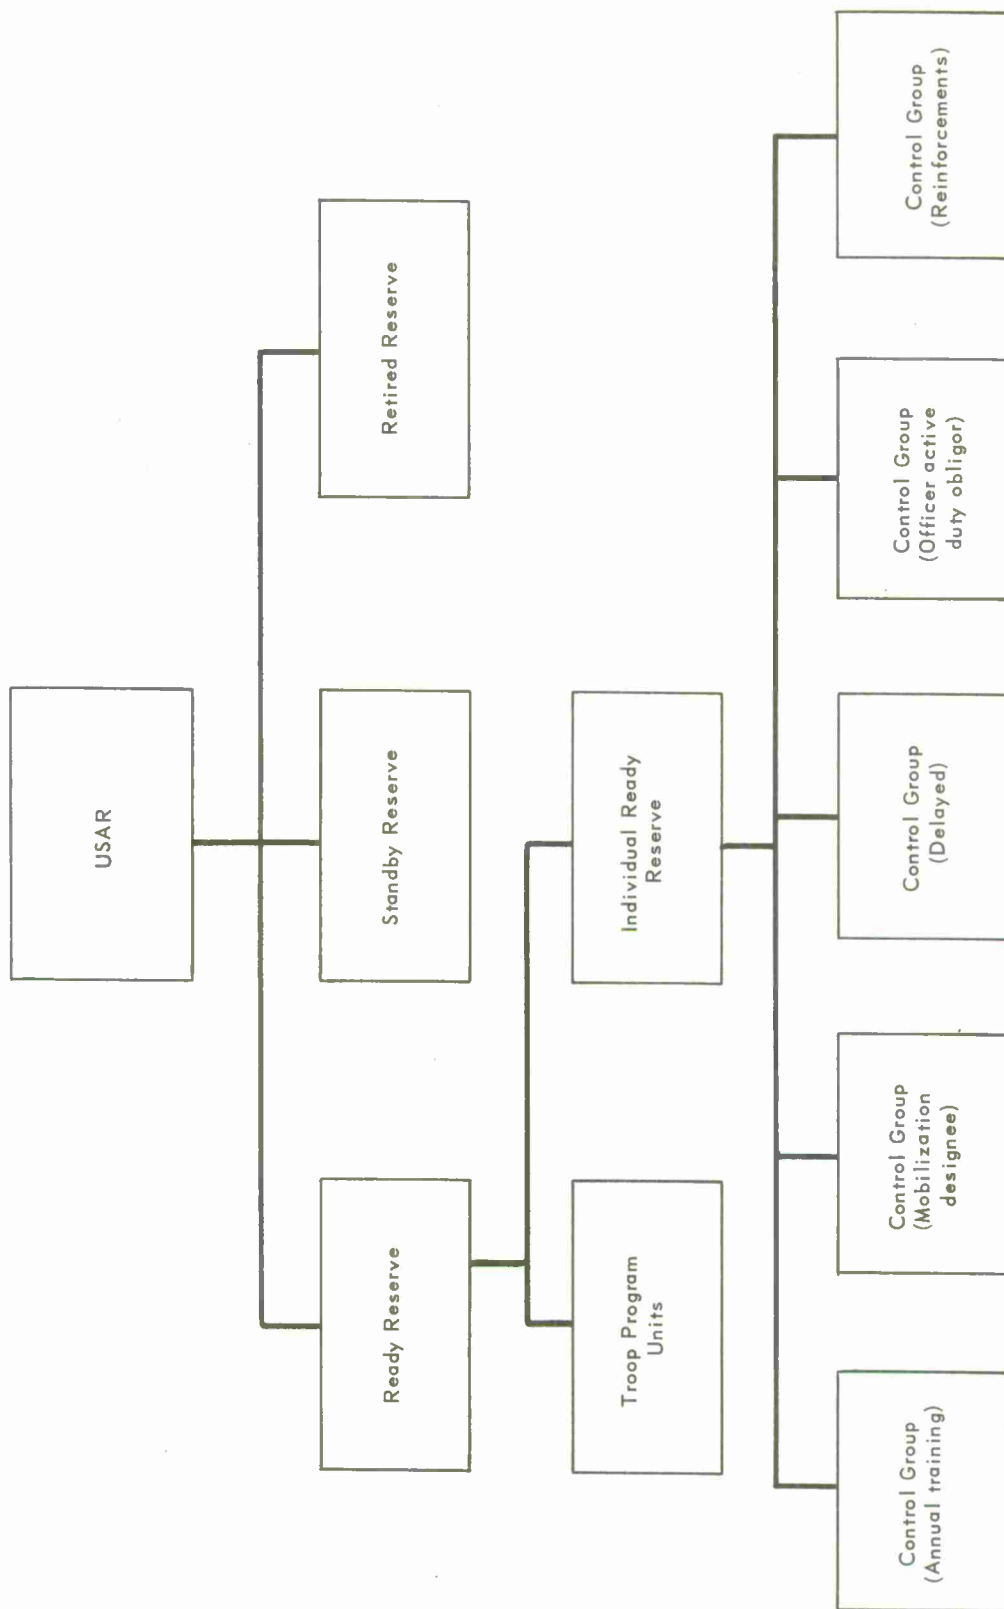 USAR
Ready Reserve
Standby Reserve
Retired Reserve
Troop Program
Units
Individual Ready
Reserve
Control Group
(Annual training)
Control Group
(Mobilization
designee)
Control Group
(Delayed)
Control Group
(Officer active
duty obligor)
Control Group
(Reinforcements)